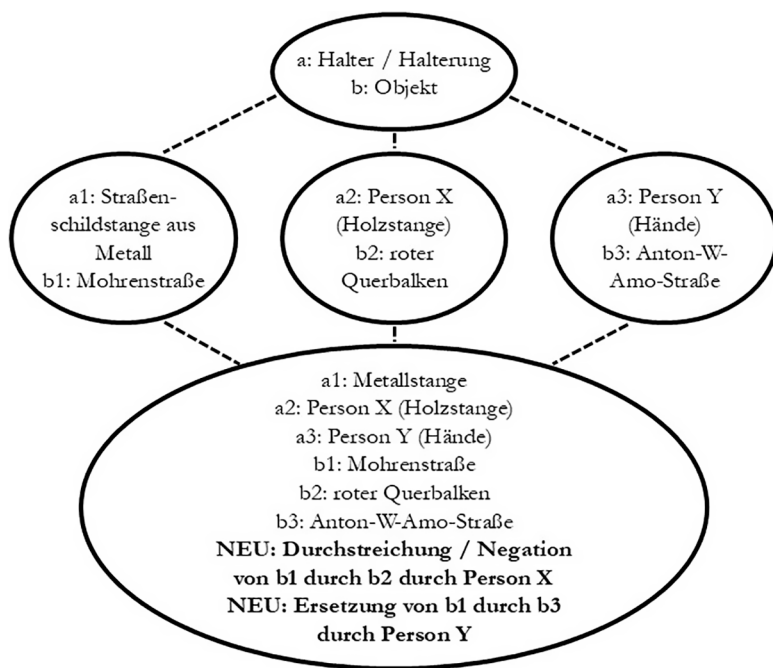 a: Halter / Halterung
b: Objekt
a1: Straßen-
schildstange aus
Metall
b1: Mohrenstraße
a2: Person X
(Holzstange)
b2: roter
Querbalken
a3: Person Y
(Hände)
b3: Anton-W-
Amo-Straße
a1: Metallstange
a2: Person X (Holzstange)
a3: Person Y (Hände)
b1: Mohrenstraße
b2: roter Querbalken
b3: Anton-W-Amo-Straße
NEU: Durchstreichung / Negation
von b1 durch b2 durch Person X
NEU: Ersetzung von b1 durch b3
durch Person Y